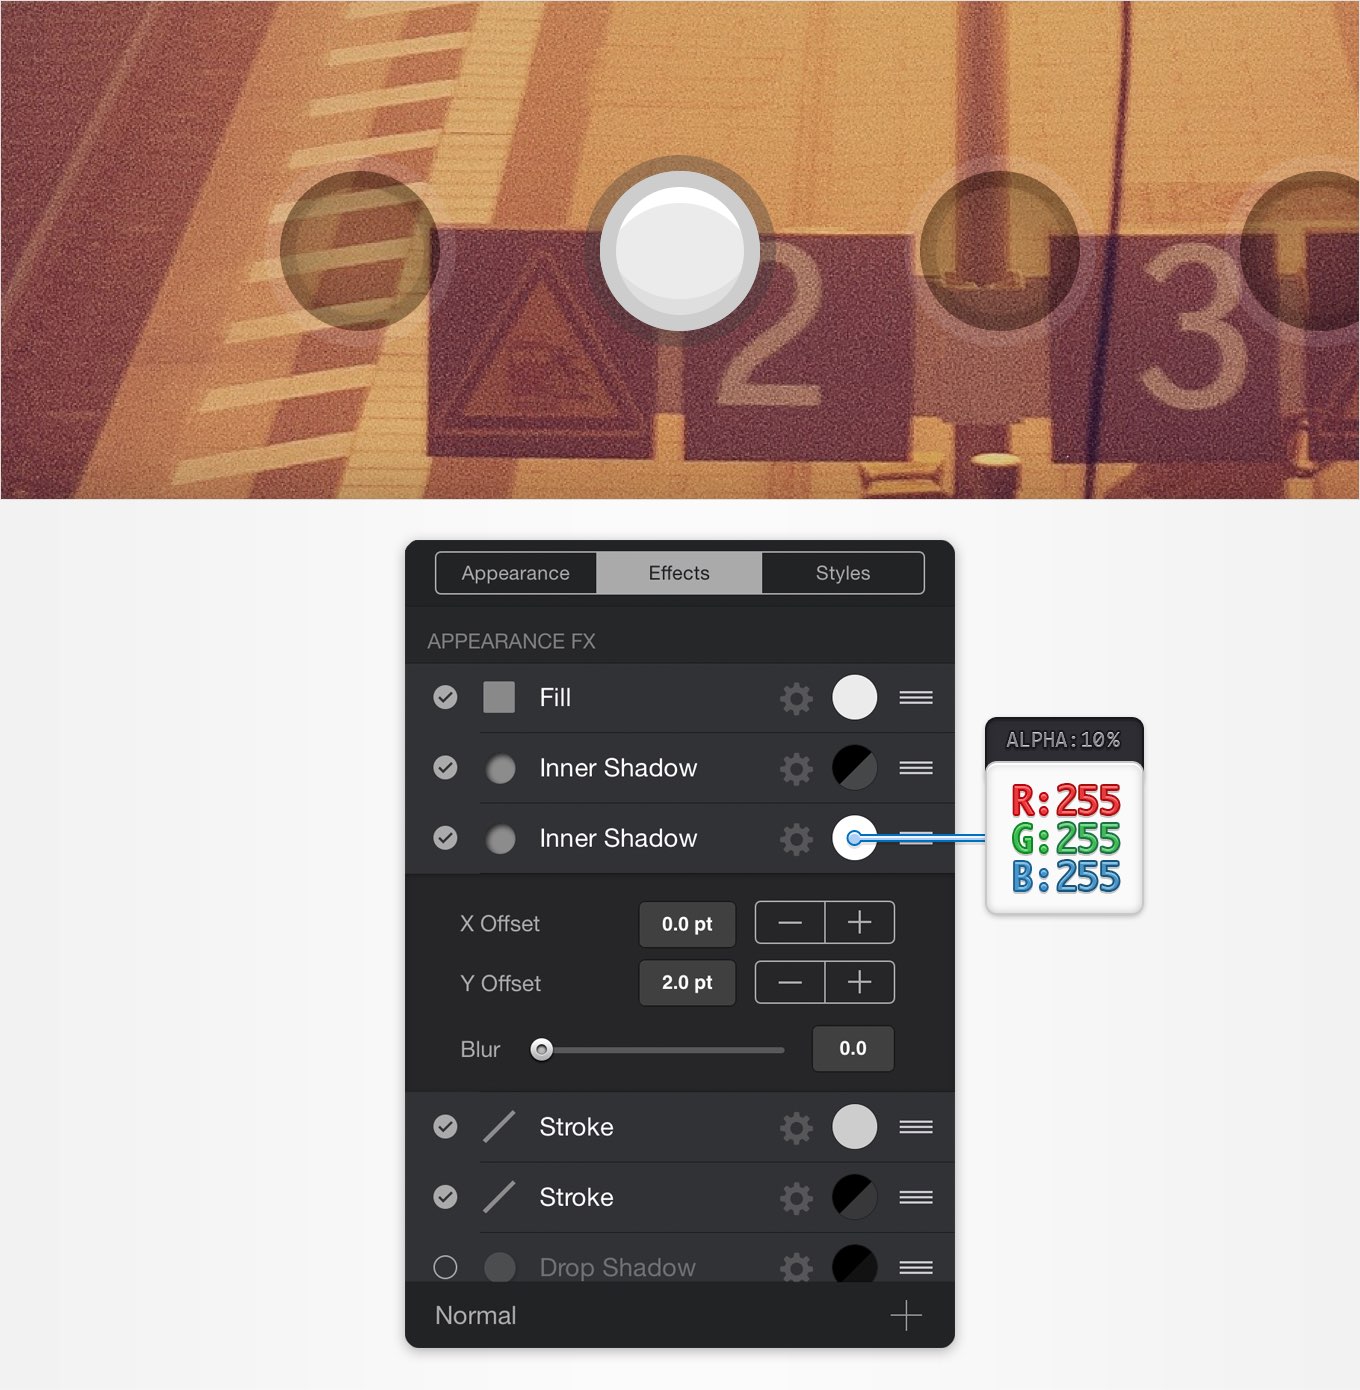 2
3
Appearance Effects Styles
APPEARANCE FX
Fill
Inner Shadow
Inner Shadow
ALPHA:10%
R:255
G:255
B:255
X Offset 0.0 pt
Y Offset 2.0 pt
Blur 0.0
Stroke
Stroke
Drop Shadow
Normal